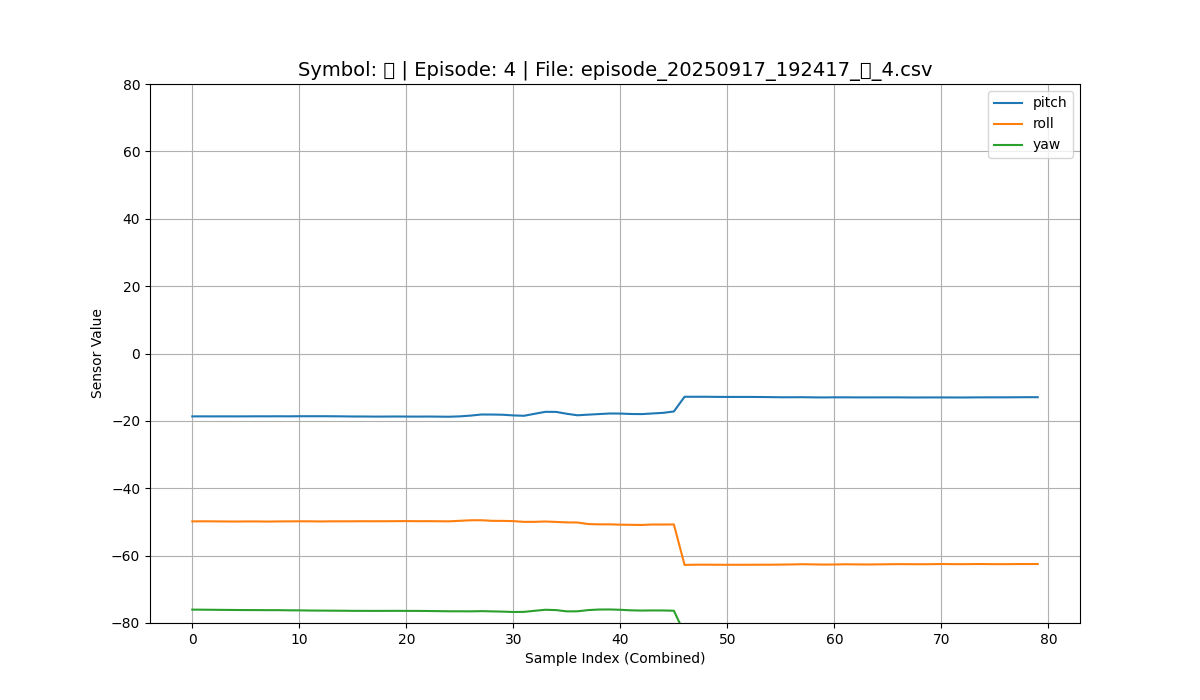 Symbol: ▯ | Episode: 4 | File: episode_20250917_192417_▯_4.csv
80
60
40
20
0
−20
−40
−60
−80
Sensor Value
pitch
roll
yaw
0 10 20 30 40 50 60 70 80
Sample Index (Combined)